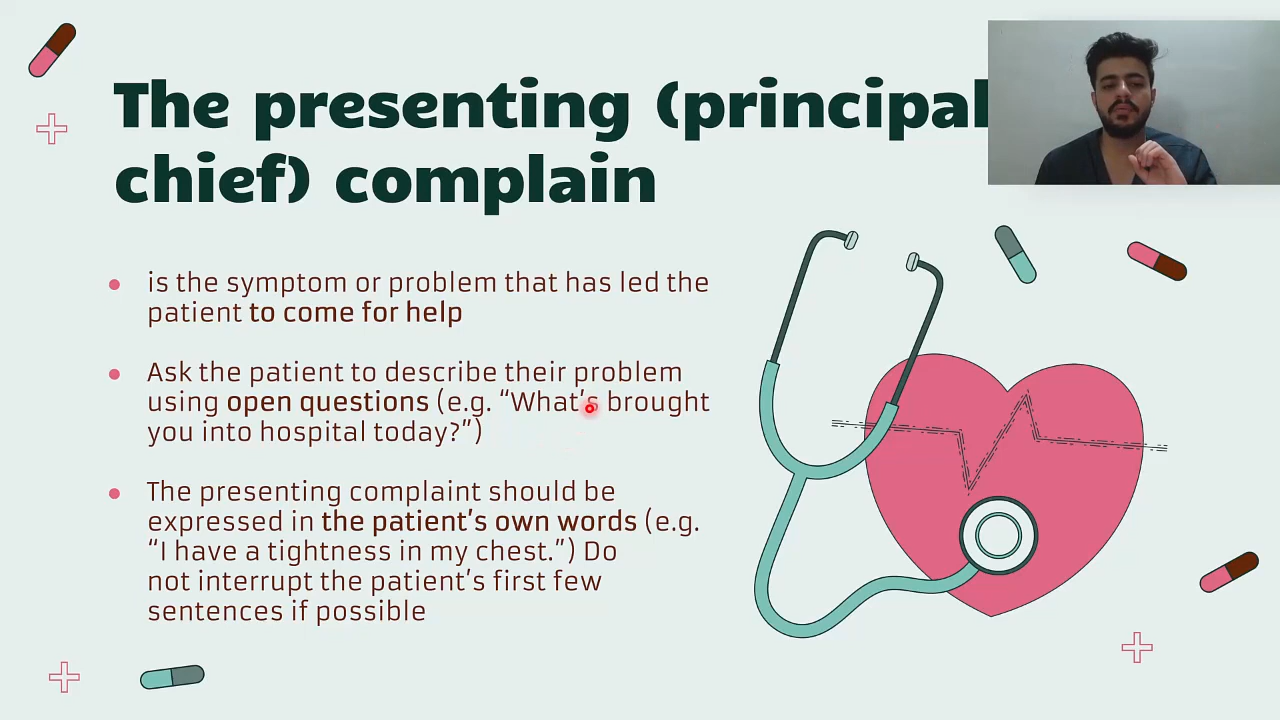 The presenting (principal
chief) complain
is the symptom or problem that has led the
patient to come for help
Ask the patient to describe their problem
using open questions (e.g. “What’s brought
you into hospital today?”)
The presenting complaint should be
expressed in the patient’s own words (e.g.
“I have a tightness in my chest.”) Do
not interrupt the patient’s first few
sentences if possible